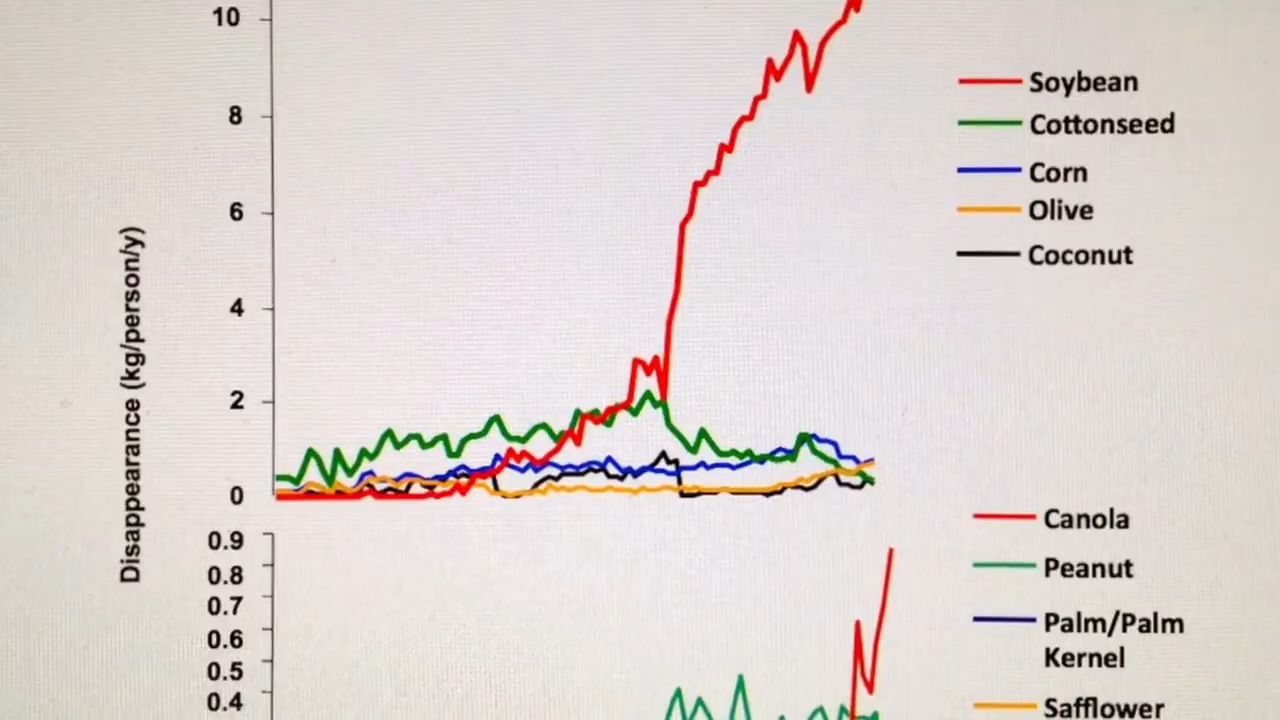 10
8
6
4
2
0
Disappearance (kg/person/y)
Soybean
Cottonseed
Corn
Olive
Coconut
0.9
0.8
0.7
0.6
0.5
0.4
Canola
Peanut
Palm/Palm
Kernel
Safflower